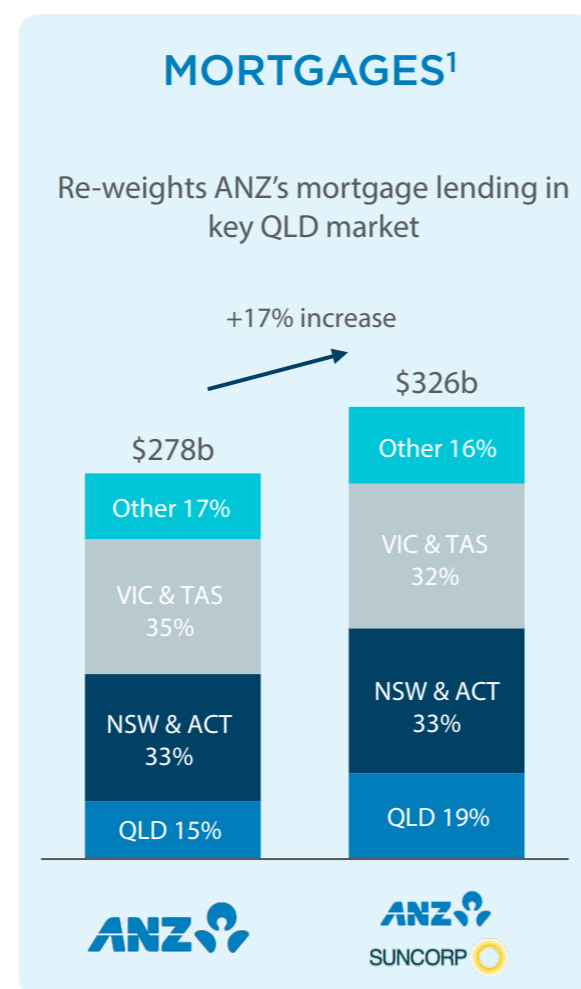 MORTGAGES¹
Re-weights ANZ's mortgage lending in
key QLD market
+17% increase
$326b
$278b
Other 16%
Other 17%
VIC & TAS
32%
VIC & TAS
35%
NSW & ACT
33%
NSW & ACT
33%
QLD 19%
QLD 15%
ANZ
ANZ
SUNCORP